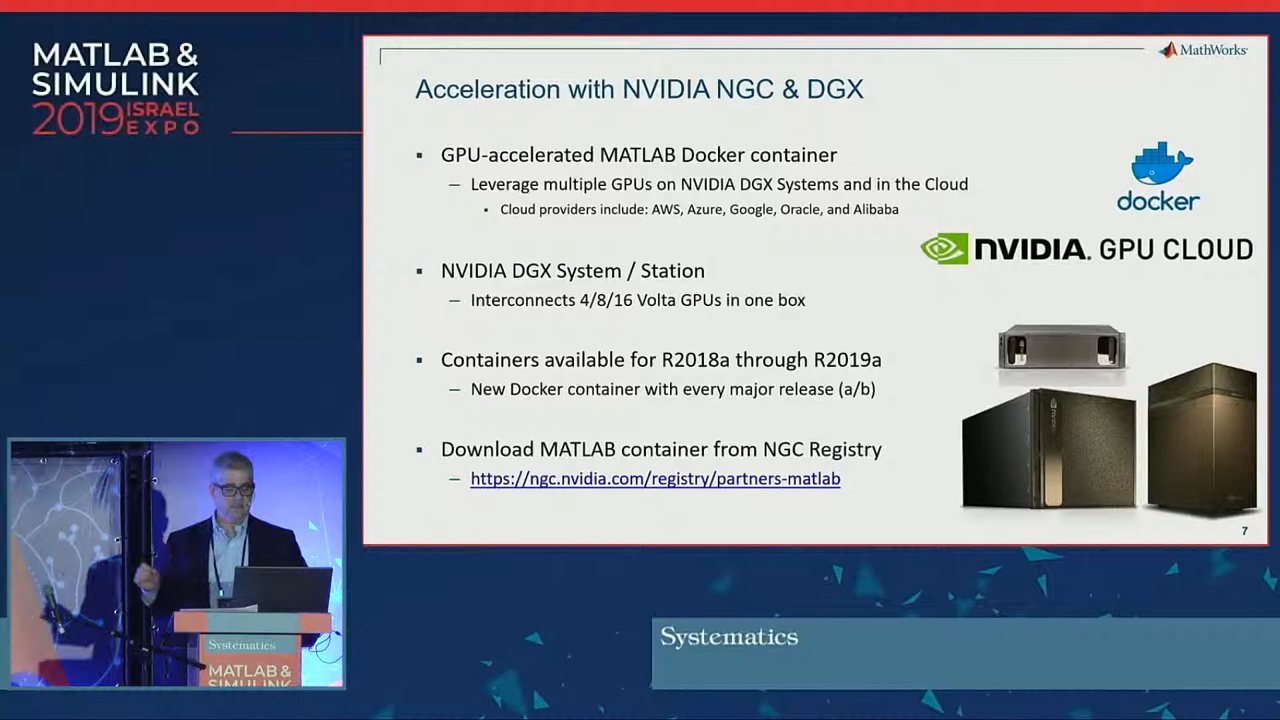 MATLAB &
SIMULINK
2019 ISRAEL
EXPO
MathWorks
Acceleration with NVIDIA NGC & DGX
▪ GPU-accelerated MATLAB Docker container
– Leverage multiple GPUs on NVIDIA DGX Systems and in the Cloud
▪ Cloud providers include: AWS, Azure, Google, Oracle, and Alibaba
docker
NVIDIA. GPU CLOUD
▪ NVIDIA DGX System / Station
– Interconnects 4/8/16 Volta GPUs in one box
▪ Containers available for R2018a through R2019a
– New Docker container with every major release (a/b)
▪ Download MATLAB container from NGC Registry
– https://ngc.nvidia.com/registry/partners-matlab
7
Systematics
MATLAB &
SIMULINK
Systematics